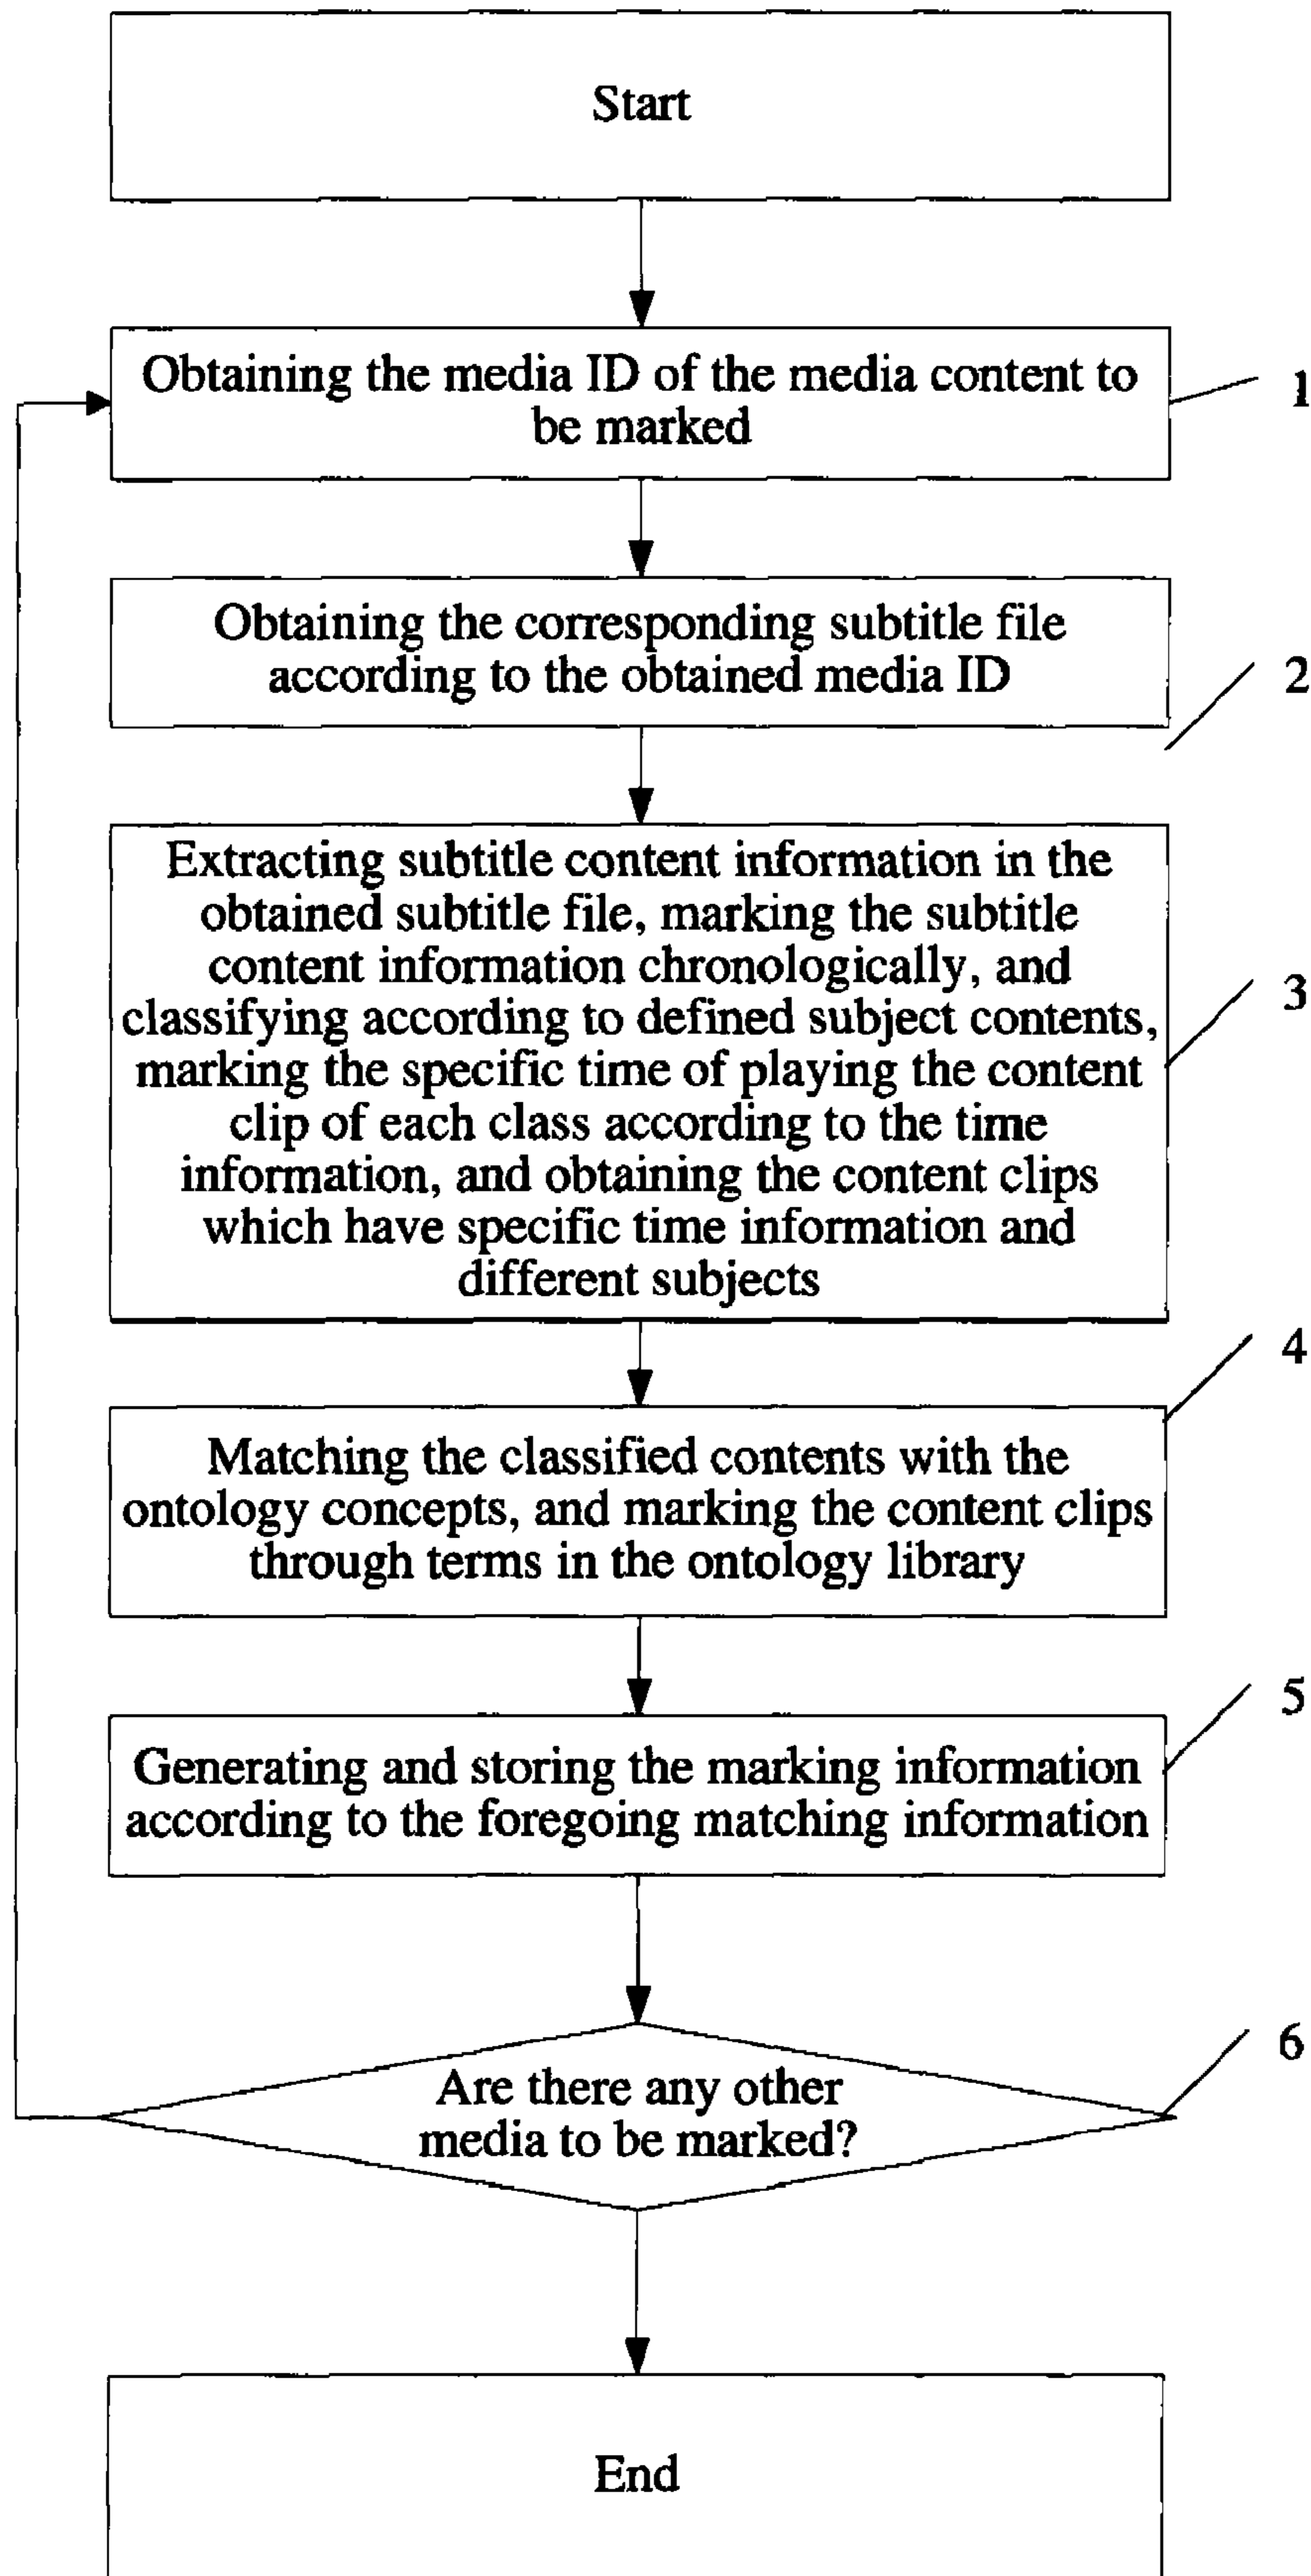 Start
Obtaining the media ID of the media content to
be marked
1
Obtaining the corresponding subtitle file
according to the obtained media ID
2
Extracting subtitle content information in the
obtained subtitle file, marking the subtitle
content information chronologically, and
classifying according to defined subject contents,
marking the specific time of playing the content
clip of each class according to the time
information, and obtaining the content clips
which have specific time information and
different subjects
3
4
Matching the classified contents with the
ontology concepts, and marking the content clips
through terms in the ontology library
5
Generating and storing the marking information
according to the foregoing matching information
6
Are there any other
media to be marked?
End